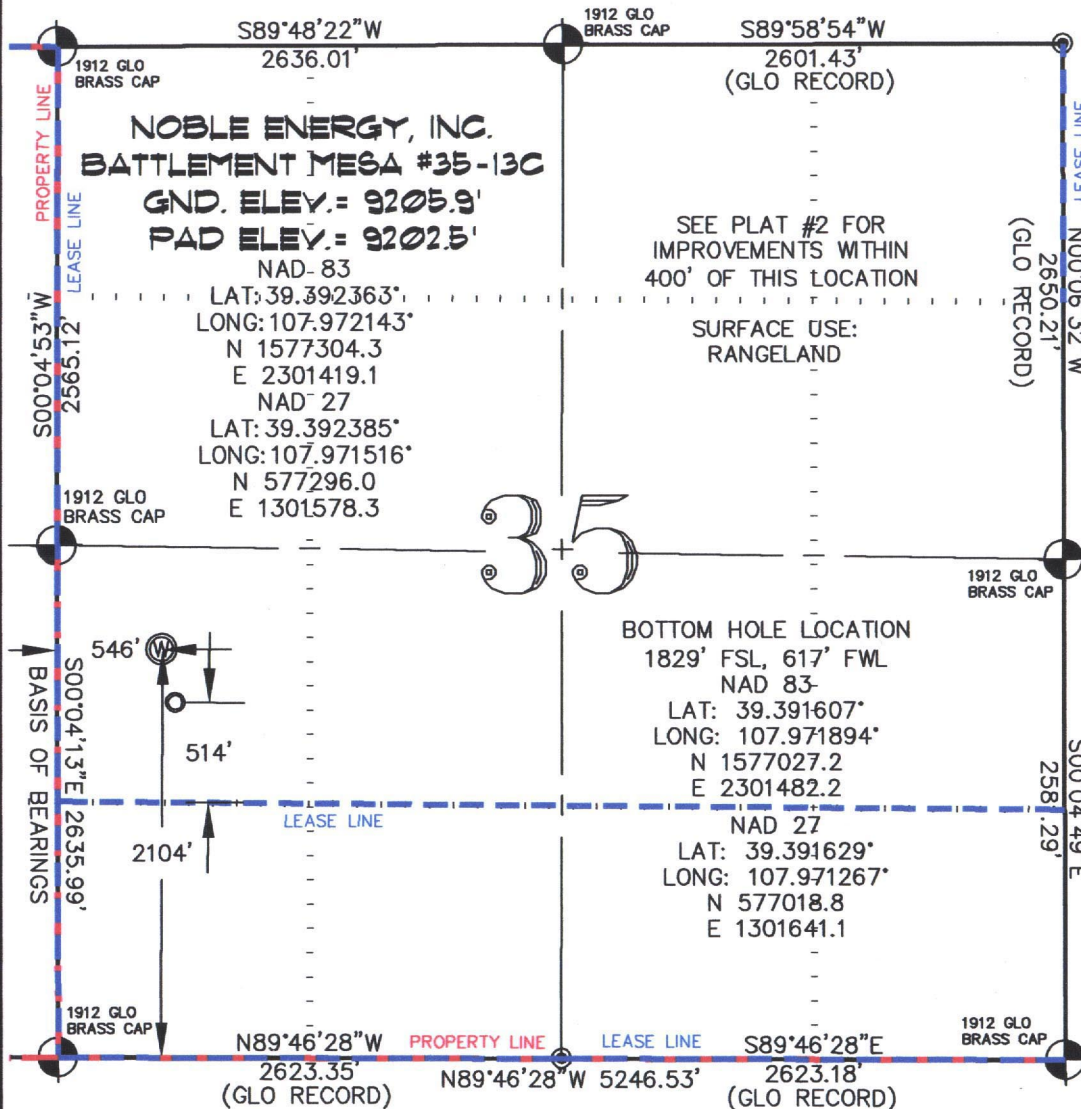 S89°48'22"W
2636.01'
1912 GLO
BRASS CAP
S89°58'54"W
2601.43'
(GLO RECORD)
1912 GLO
BRASS CAP
PROPERTY LINE
LEASE LINE
S00°04'53"W
2565.12'
NOBLE ENERGY, INC.
BATTLEMENT MESA #35-13C
GND. ELEV.= 9205.9'
PAD ELEV.= 9202.5'
NAD-83
LAT: 39.392363°
LONG: 107.972143°
N 1577304.3
E 2301419.1
NAD 27
LAT: 39.392385°
LONG: 107.971516°
N 577296.0
E 1301578.3
SEE PLAT #2 FOR
IMPROVEMENTS WITHIN
400' OF THIS LOCATION
SURFACE USE:
RANGELAND
LEASE LINE
N00°06'32"W
2650.21'
(GLO RECORD)
1912 GLO
BRASS CAP
35
1912 GLO
BRASS CAP
546'
W
514'
2104'
S00°04'13"E 2635.99'
BASIS OF BEARINGS
LEASE LINE
BOTTOM HOLE LOCATION
1829' FSL, 617' FWL
NAD 83
LAT: 39.391607°
LONG: 107.971894°
N 1577027.2
E 2301482.2
NAD 27
LAT: 39.391629°
LONG: 107.971267°
N 577018.8
E 1301641.1
S00°04'49"E
1912 GLO
BRASS CAP
N89°46'28"W
2623.35'
(GLO RECORD)
PROPERTY LINE
LEASE LINE
N89°46'28"W 5246.53'
S89°46'28"E
2623.18'
(GLO RECORD)
1912 GLO
BRASS CAP